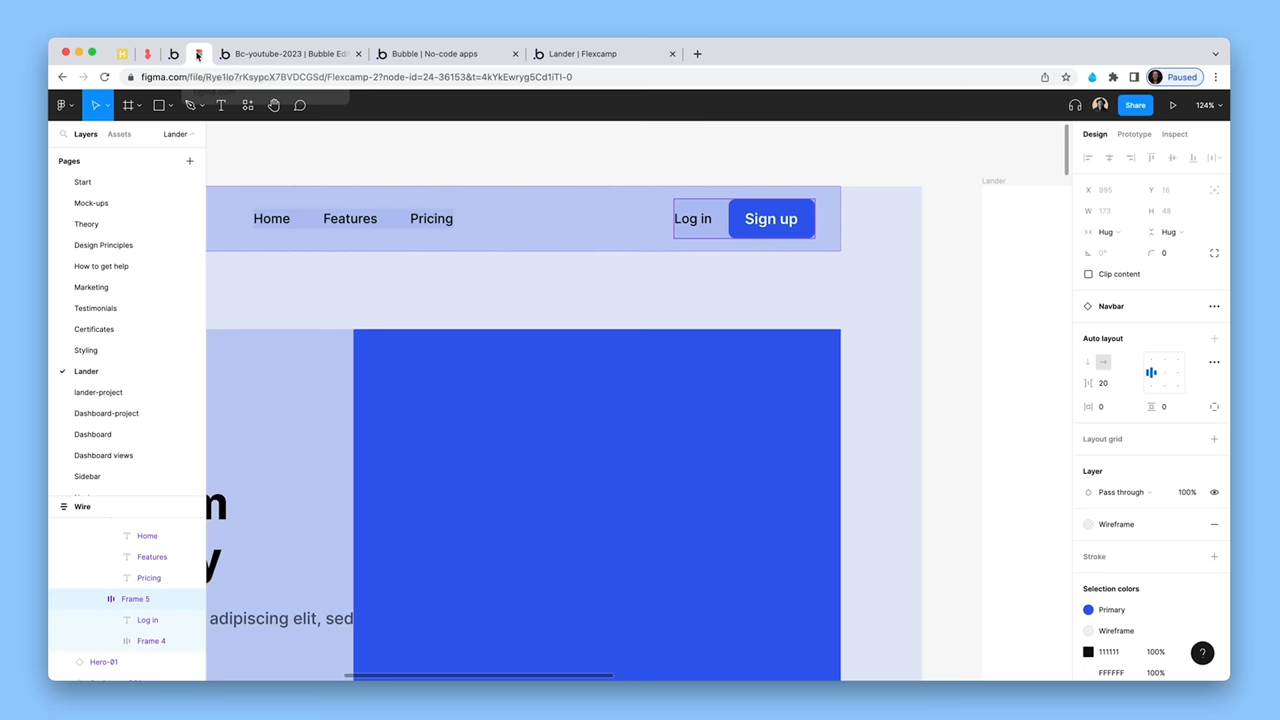 Bc-youtube-2023 | Bubble Edi
Bubble | No-code apps
Lander | Flexcamp
figma.com/file/Rye1lo7rKsypcX7BVDCGSd/Flexcamp-2?node-id=24-36153&t=4kYkEwryg5Cd1iTl-0
Paused
Share
124%
Layers
Assets
Lander
Pages
Start
Mock-ups
Theory
Design Principles
How to get help
Marketing
Testimonials
Certificates
Styling
Lander
lander-project
Dashboard-project
Dashboard
Dashboard views
Sidebar
Wire
Home
Features
Pricing
Frame 5
Log in
Frame 4
Hero-01
Home
Features
Pricing
Log in
Sign up
m
y
adipiscing elit, sed
Lander
Design
Prototype
Inspect
X 995
Y 16
W 173
H 48
Hug
Hug
0°
0
Clip content
Navbar
Auto layout
20
0
0
Layout grid
Layer
Pass through
100%
Wireframe
Stroke
Selection colors
Primary
Wireframe
111111
100%
FFFFFF
100%
?